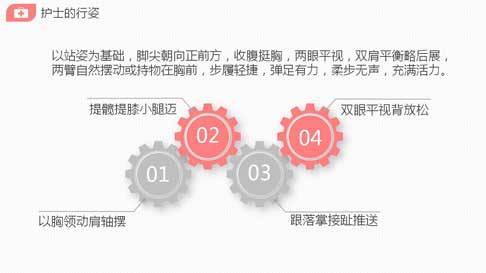 护士的行姿
以站姿为基础，脚尖朝向正前方，收腹挺胸，两眼平视，双肩平衡略后展，
两臂自然摆动或持物在胸前，步履轻捷，弹足有力，柔步无声，充满活力。
提髋提膝小腿迈
双眼平视背放松
02
04
01
03
以胸领动肩轴摆
跟落掌接趾推送